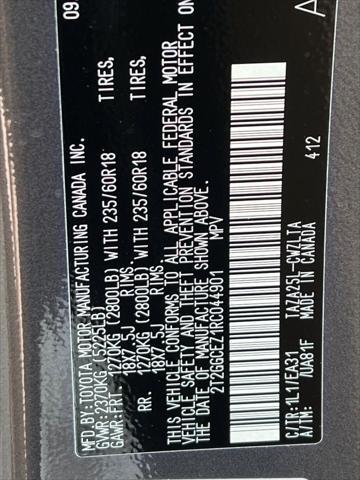 MFD.BY:TOYOTA MOTOR MANUFACTURING CANADA INC. 09
GVWR:2370KG (5225LB)
GAWR:FRT. 1270KG (2800LB) WITH 235/60R18 TIRES,
18X7.5J RIMS
RR. 1270KG (2800LB) WITH 235/60R18 TIRES,
18X7.5J RIMS
THIS VEHICLE CONFORMS TO ALL APPLICABLE FEDERAL MOTOR
VEHICLE SAFETY AND THEFT PREVENTION STANDARDS IN EFFECT ON
THE DATE OF MANUFACTURE SHOWN ABOVE.
2T2GGCEZ1RC044901 MPV
A
C/TR: 1L1/EA31 TAZA25L-CWZLTA
A/TM: /UA81F MADE IN CANADA
412